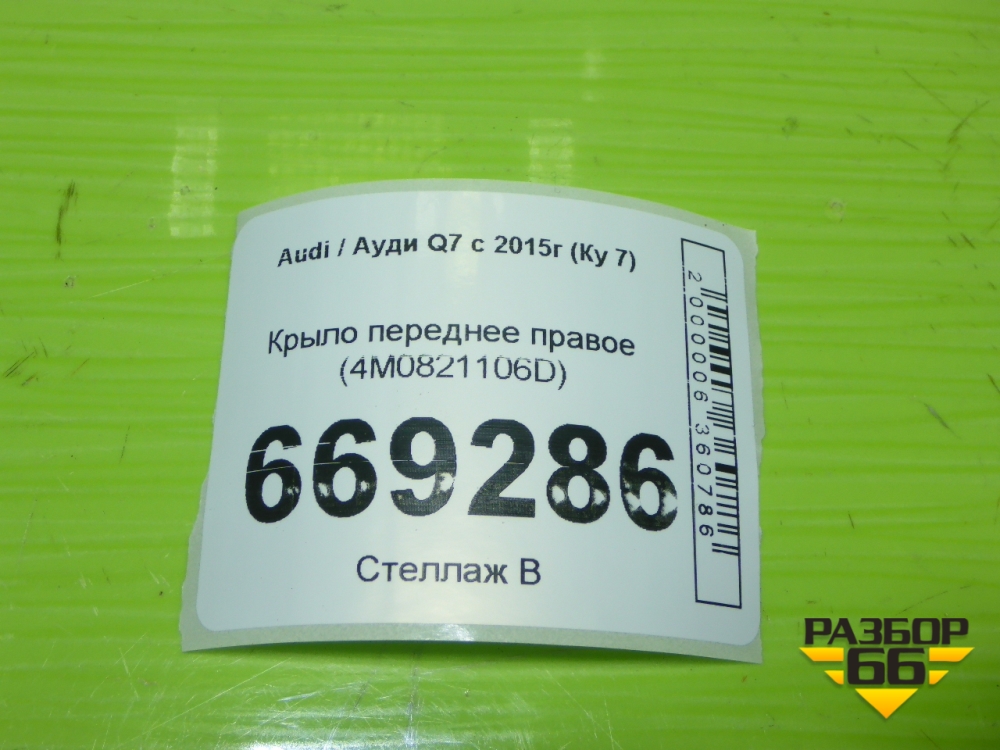 Audi / Ауди Q7 с 2015г (Ку 7)
Крыло переднее правое
(4M0821106D)
669286
Стеллаж В
2000006360786
РАЗБОР
66